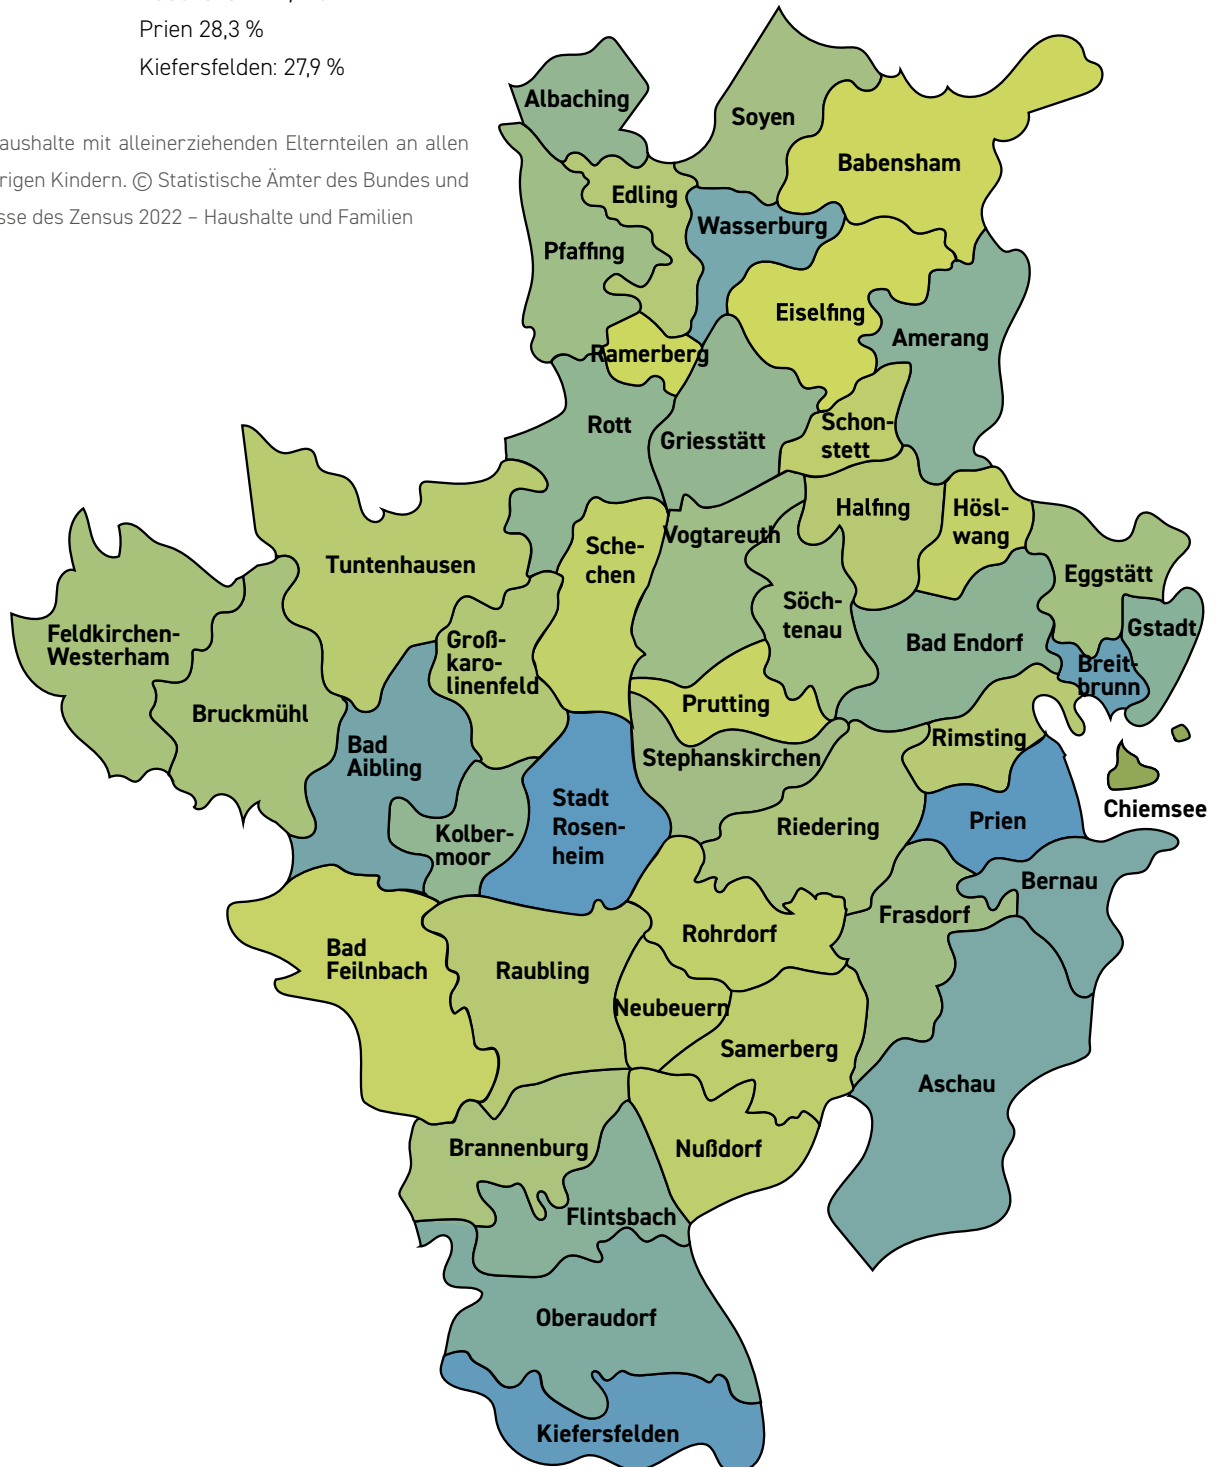 Prien 28,3 %
Kiefersfelden: 27,9 %
aushalte mit alleinerziehenden Elternteilen an allen
rigen Kindern. © Statistische Ämter des Bundes und
sse des Zensus 2022 – Haushalte und Familien
Albaching
Soyen
Babensham
Edling
Wasserburg
Pfaffing
Eiselfing
Amerang
Ramerberg
Rott
Griesstätt
Schon-
stett
Halfing
Hösl-
wang
Vogtareuth
Sche-
chen
Tuntenhausen
Eggstätt
Söch-
tenau
Gstadt
Feldkirchen-
Westerham
Groß-
karo-
linenfeld
Bad Endorf
Breit-
brunn
Prutting
Bruckmühl
Rimsting
Bad
Aibling
Stephanskirchen
Stadt
Rosen-
heim
Chiemsee
Prien
Riedering
Kolber-
moor
Bernau
Frasdorf
Rohrdorf
Bad
Feilnbach
Raubling
Neubeuern
Samerberg
Aschau
Brannenburg
Nußdorf
Flintsbach
Oberaudorf
Kiefersfelden